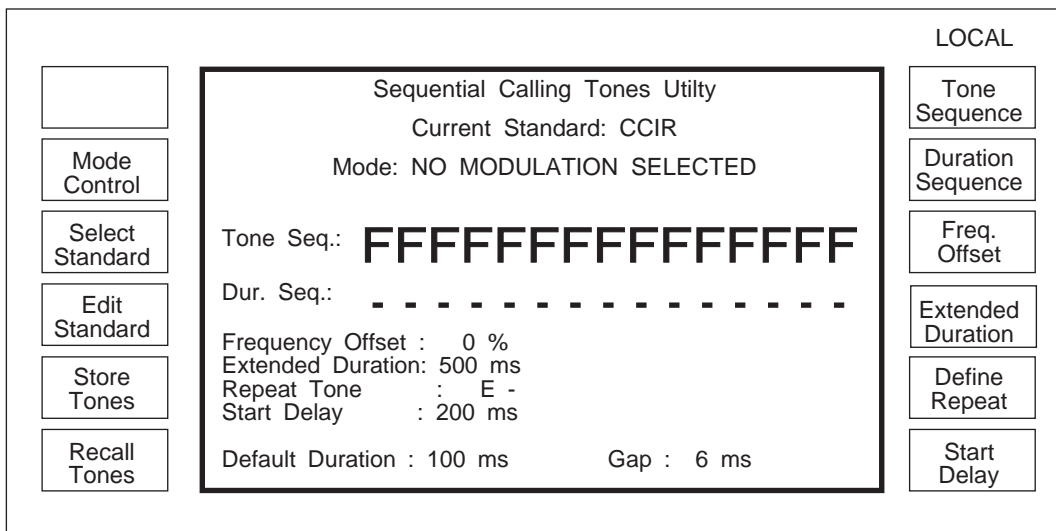 LOCAL
Mode
Control
Select
Standard
Edit
Standard
Store
Tones
Recall
Tones
Sequential Calling Tones Utilty
Current Standard: CCIR
Mode: NO MODULATION SELECTED
Tone Seq.: FFFFFFFFFFFFFFF
Dur. Seq.: - - - - - - - - - - - - - - -
Frequency Offset : 0 %
Extended Duration: 500 ms
Repeat Tone : E -
Start Delay : 200 ms
Default Duration : 100 ms Gap : 6 ms
Tone
Sequence
Duration
Sequence
Freq.
Offset
Extended
Duration
Define
Repeat
Start
Delay